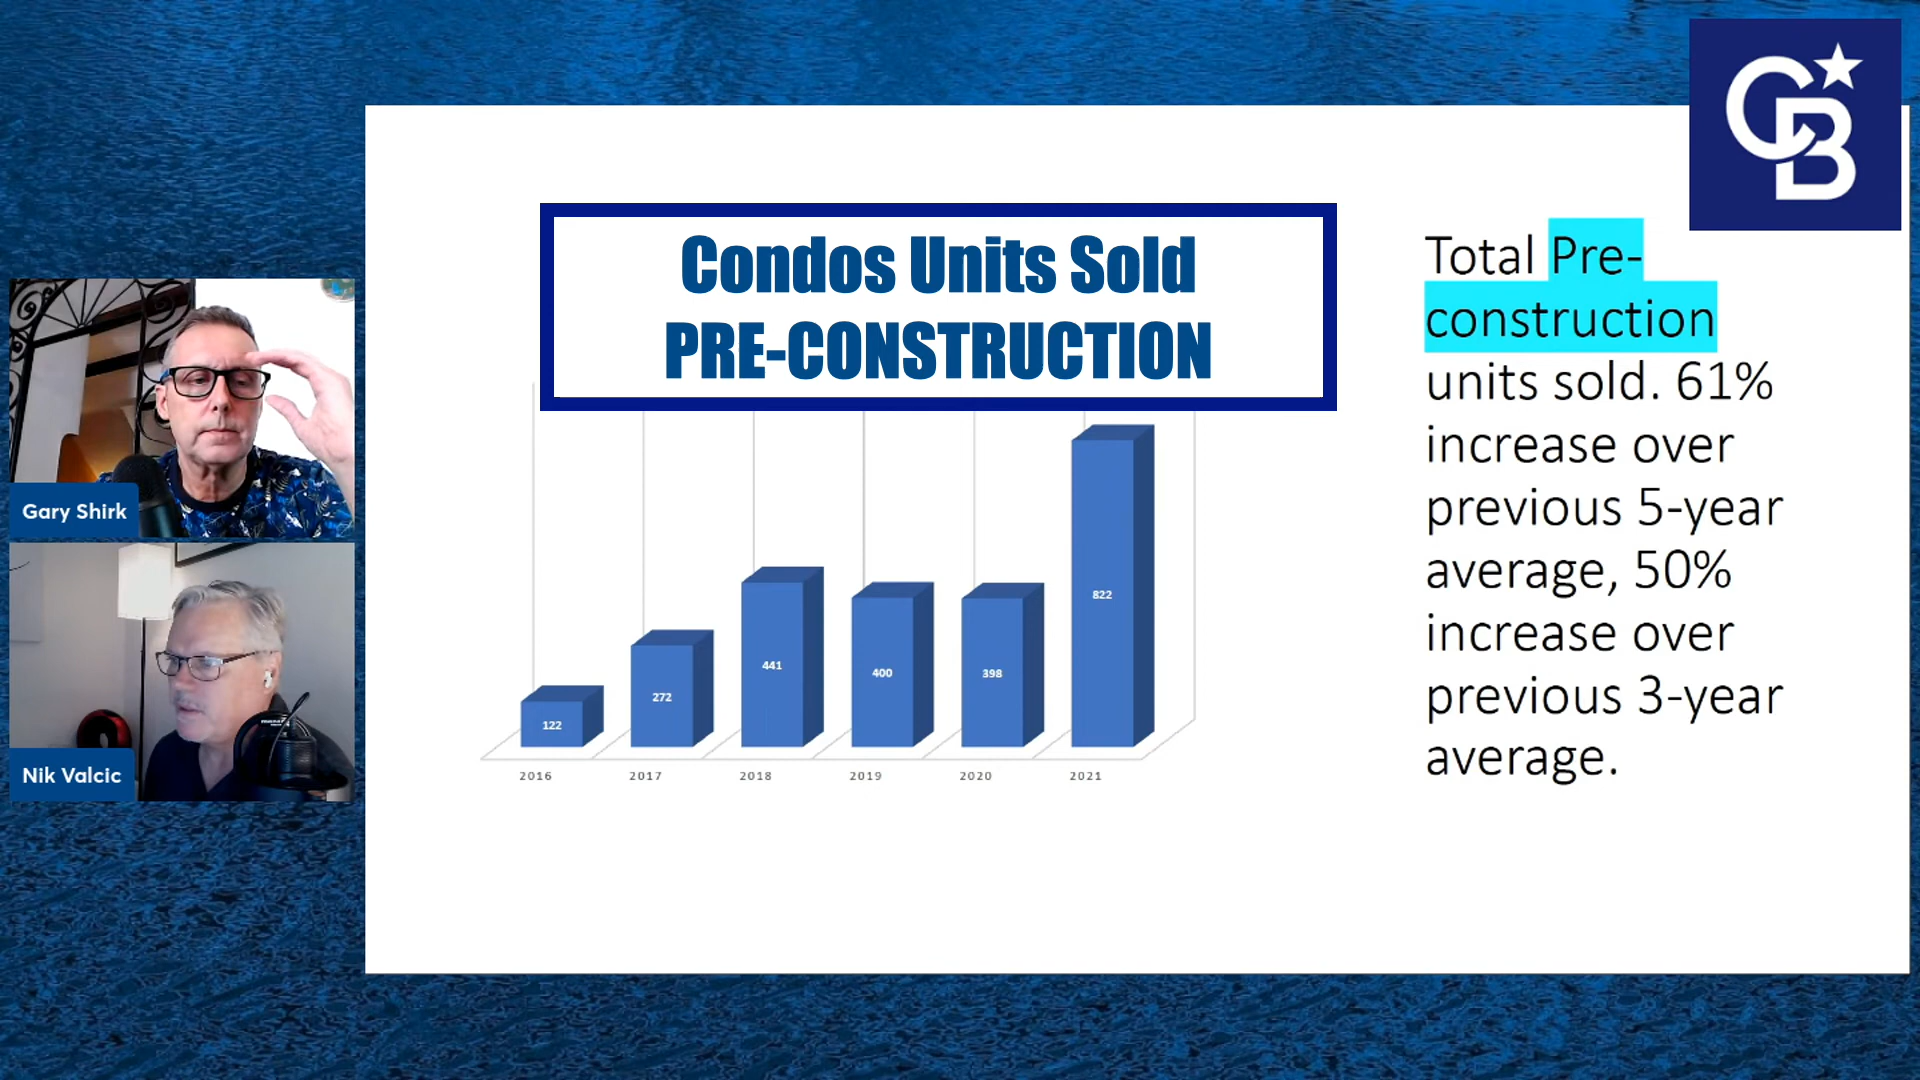 CB
Condos Units Sold
PRE-CONSTRUCTION
Total Pre-
construction
units sold. 61%
increase over
previous 5-year
average, 50%
increase over
previous 3-year
average.
122
272
441
400
398
822
2016
2017
2018
2019
2020
2021
Gary Shirk
Nik Valcic